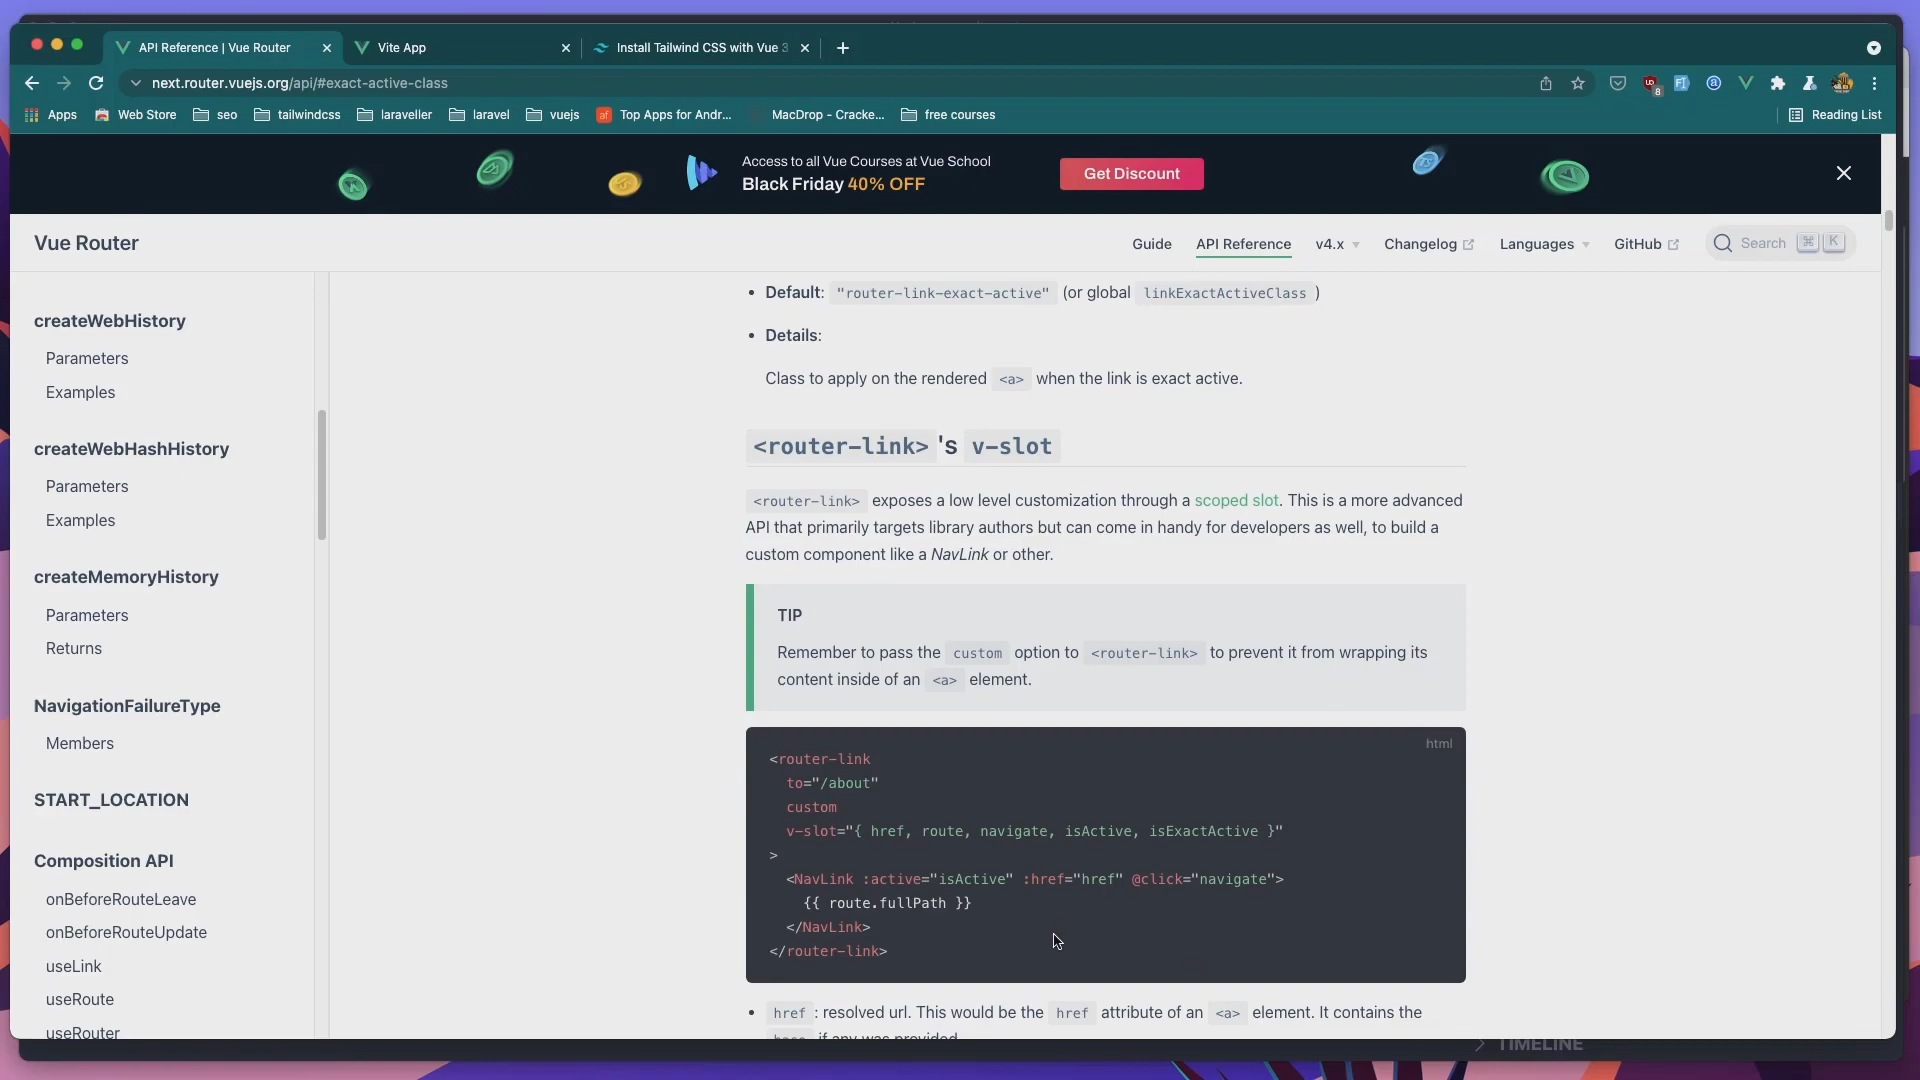 API Reference | Vue Router
Vite App
Install Tailwind CSS with Vue 3
next.router.vuejs.org/api/#exact-active-class
8
Apps
Web Store
seo
tailwindcss
laraveller
laravel
vuejs
Top Apps for Andr...
MacDrop - Cracke...
free courses
Reading List
Access to all Vue Courses at Vue School
Black Friday 40% OFF
Get Discount
Vue Router
Guide
API Reference
v4.x
Changelog
Languages
GitHub
Search
⌘ K
createWebHistory
Parameters
Examples
createWebHashHistory
Parameters
Examples
createMemoryHistory
Parameters
Returns
NavigationFailureType
Members
START_LOCATION
Composition API
onBeforeRouteLeave
onBeforeRouteUpdate
useLink
useRoute
useRouter
• Default: "router-link-exact-active" (or global linkExactActiveClass )
• Details:
Class to apply on the rendered <a> when the link is exact active.
<router-link> 's v-slot
<router-link> exposes a low level customization through a scoped slot. This is a more advanced
API that primarily targets library authors but can come in handy for developers as well, to build a
custom component like a NavLink or other.
TIP
Remember to pass the custom option to <router-link> to prevent it from wrapping its
content inside of an <a> element.
html
<router-link
to="/about"
custom
v-slot="{ href, route, navigate, isActive, isExactActive }"
>
<NavLink :active="isActive" :href="href" @click="navigate">
{{ route.fullPath }}
</NavLink>
</router-link>
• href : resolved url. This would be the href attribute of an <a> element. It contains the
base if any was provided
TIMELINE